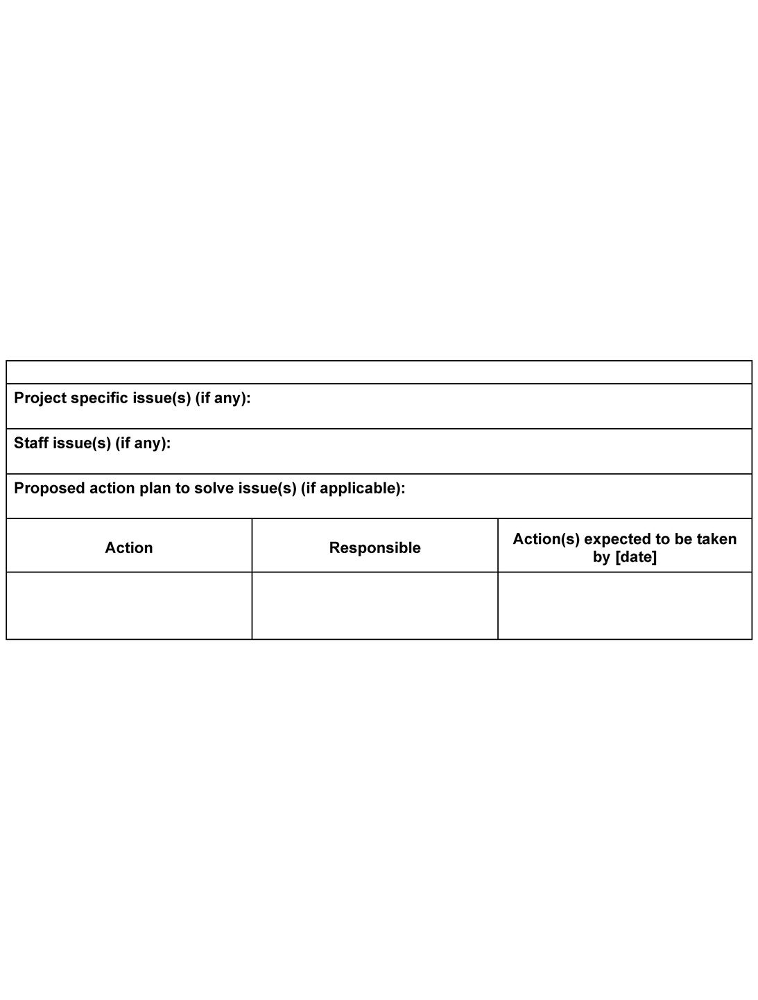 Project specific issue(s) (if any):
Staff issue(s) (if any):
Proposed action plan to solve issue(s) (if applicable):
Action
Responsible
Action(s) expected to be taken
by [date]